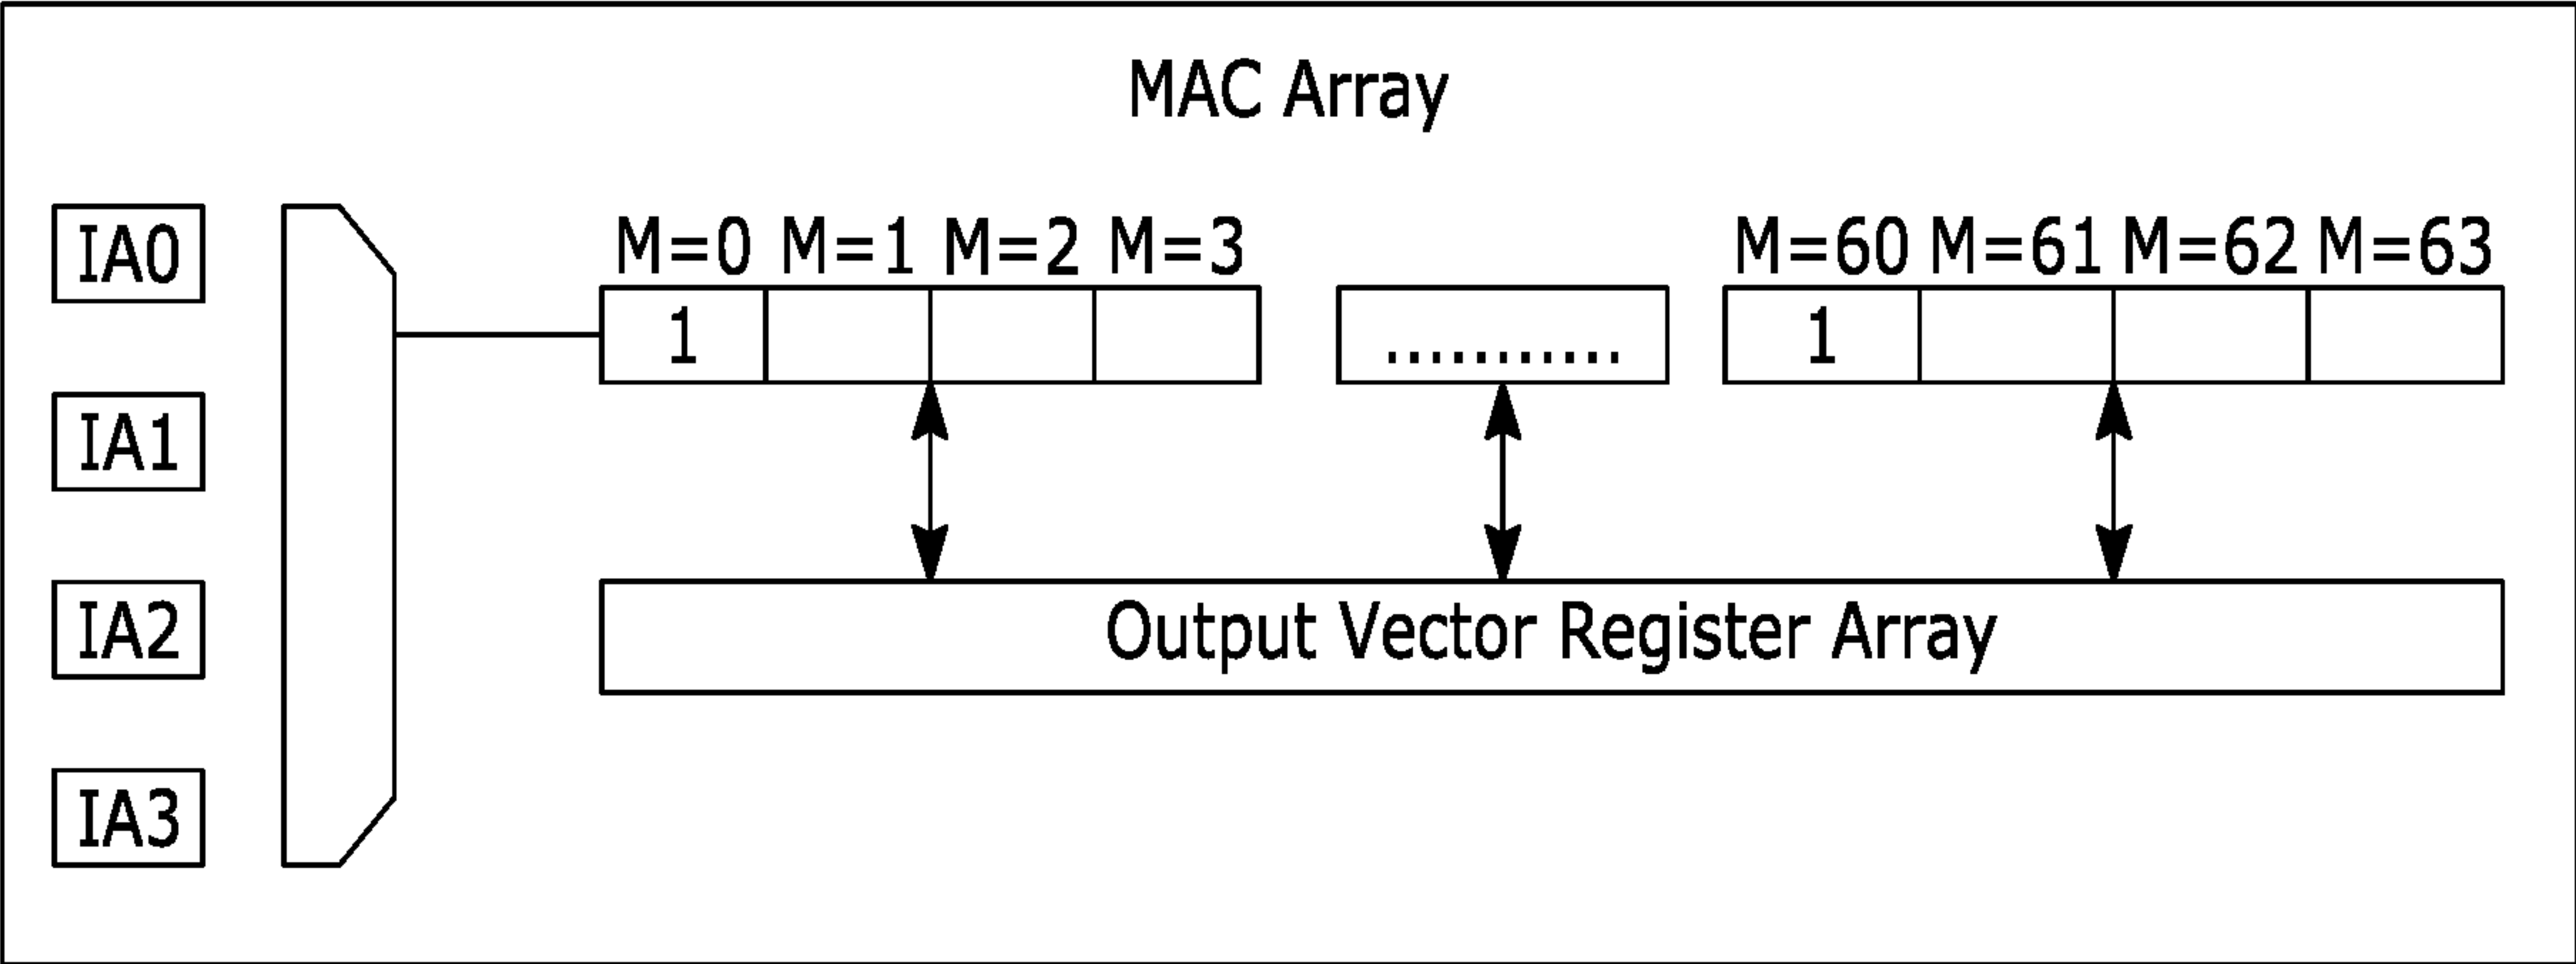 MAC Array
IA0
IA1
IA2
IA3
M=0 M=1 M=2 M=3
1
...........
M=60 M=61 M=62 M=63
1
Output Vector Register Array